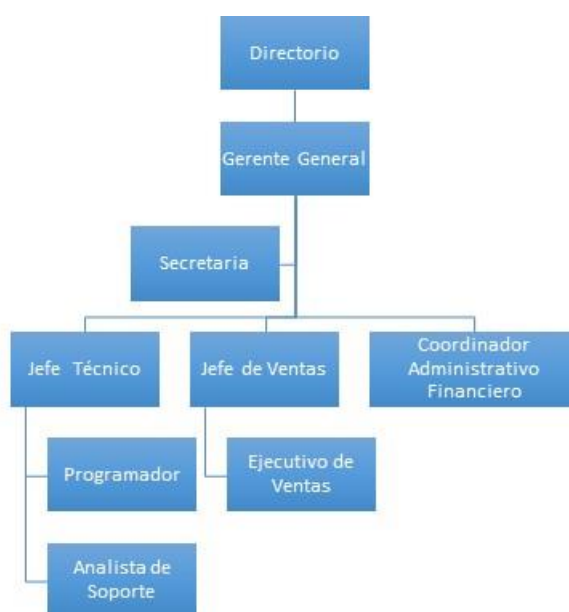 Directorio
Gerente General
Secretaria
Jefe Técnico
Jefe de Ventas
Coordinador
Administrativo
Financiero
Programador
Ejecutivo de
Ventas
Analista de
Soporte